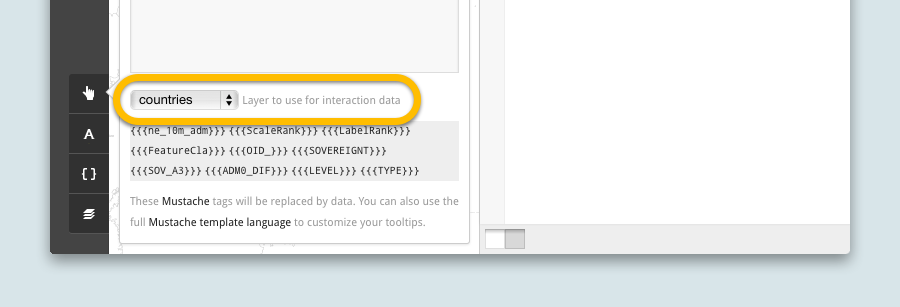 countries Layer to use for interaction data
{{{ne_10m_adm}}} {{{ScaleRank}}} {{{LabelRank}}}
A {{{FeatureCla}}} {{{OID_}}} {{{SOVEREIGNT}}}
{} {{{SOV_A3}}} {{{ADM0_DIF}}} {{{LEVEL}}} {{{TYPE}}}
These Mustache tags will be replaced by data. You can also use the
full Mustache template language to customize your tooltips.